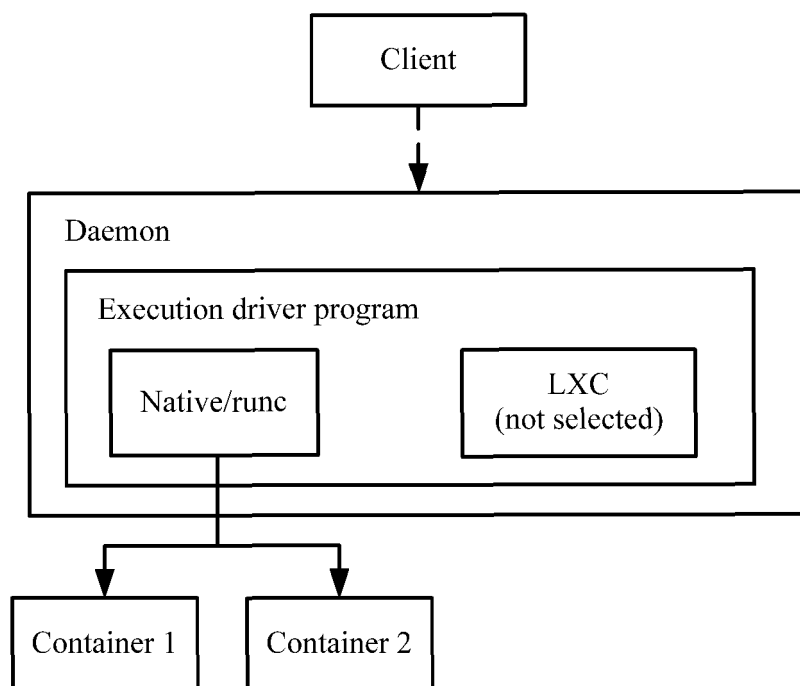 Client
Daemon
Execution driver program
Native/runc
LXC
(not selected)
Container 1
Container 2